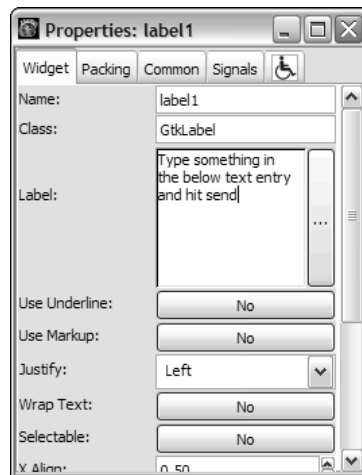 Properties: label1
Widget Packing Common Signals
Name: label1
Class: GtkLabel
Label: Type something in
the below text entry
and hit send
...
Use Underline: No
Use Markup: No
Justify: Left
Wrap Text: No
Selectable: No
X Align: 0.50